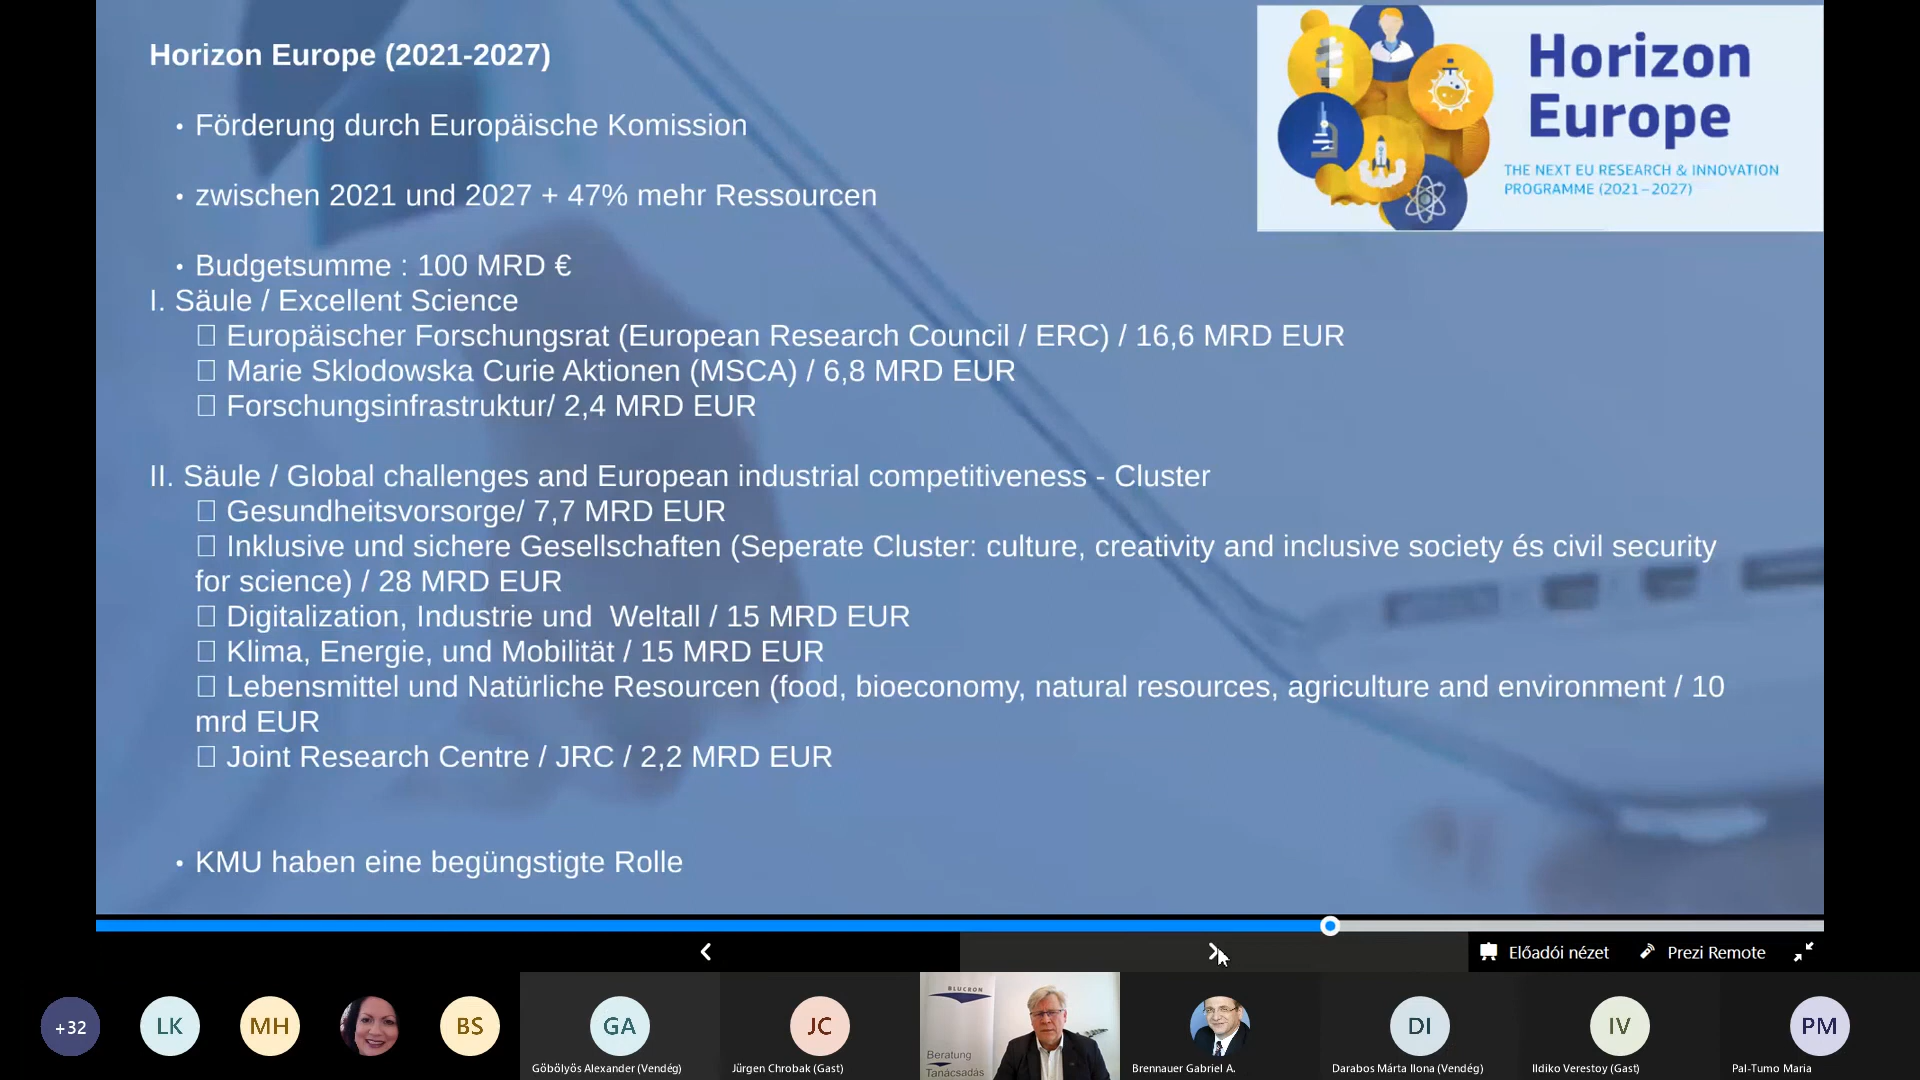 Horizon Europe (2021-2027)
Horizon
Europe
THE NEXT EU RESEARCH & INNOVATION
PROGRAMME (2021–2027)
• Förderung durch Europäische Komission
• zwischen 2021 und 2027 + 47% mehr Ressourcen
• Budgetsumme : 100 MRD €
I. Säule / Excellent Science
Europäischer Forschungsrat (European Research Council / ERC) / 16,6 MRD EUR
Marie Sklodowska Curie Aktionen (MSCA) / 6,8 MRD EUR
Forschungsinfrastruktur/ 2,4 MRD EUR
II. Säule / Global challenges and European industrial competitiveness - Cluster
Gesundheitsvorsorge/ 7,7 MRD EUR
Inklusive und sichere Gesellschaften (Seperate Cluster: culture, creativity and inclusive society és civil security
for science) / 28 MRD EUR
Digitalization, Industrie und  Weltall / 15 MRD EUR
Klima, Energie, und Mobilität / 15 MRD EUR
Lebensmittel und Natürliche Resourcen (food, bioeconomy, natural resources, agriculture and environment / 10
mrd EUR
Joint Research Centre / JRC / 2,2 MRD EUR
• KMU haben eine begüngstigte Rolle
Előadói nézet
Prezi Remote
+32
LK
MH
BS
GA
Göbölyös Alexander (Vendég)
JC
Jürgen Chrobak (Gast)
BLUCRON
Beratung
Tanácsadás
Brennauer Gabriel A.
DI
Darabos Márta Ilona (Vendég)
IV
Ildiko Verestoy (Gast)
PM
Pal-Tumo Maria